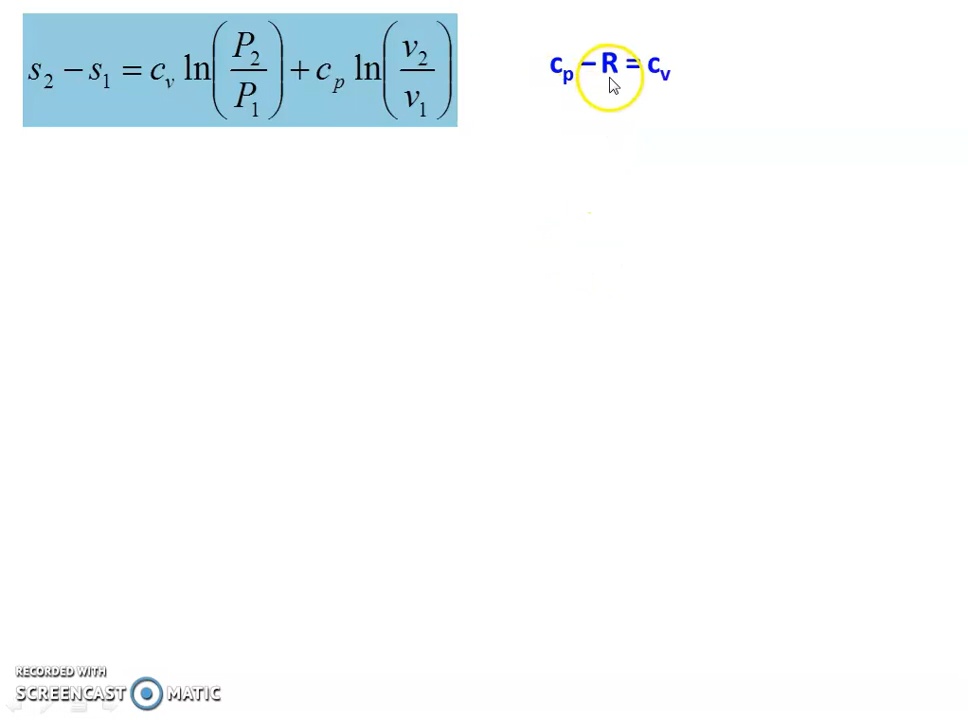 s₂ − s₁ = cᵥ ln(P₂/P₁) + cₚ ln(v₂/v₁)
cₚ − R = cᵥ
RECORDED WITH
SCREENCAST MATIC